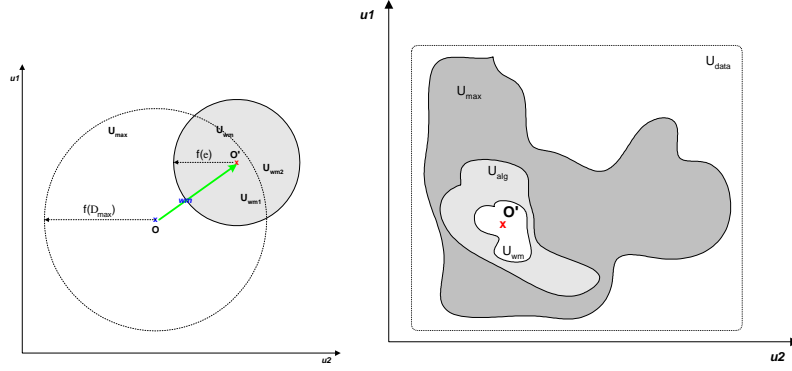 u1
U_max
U_wm
f(e)
O'
U_wm2
wm
U_wm1
f(D_max)
x
O
u2
u1
U_data
U_max
U_alg
O'
x
U_wm
u2